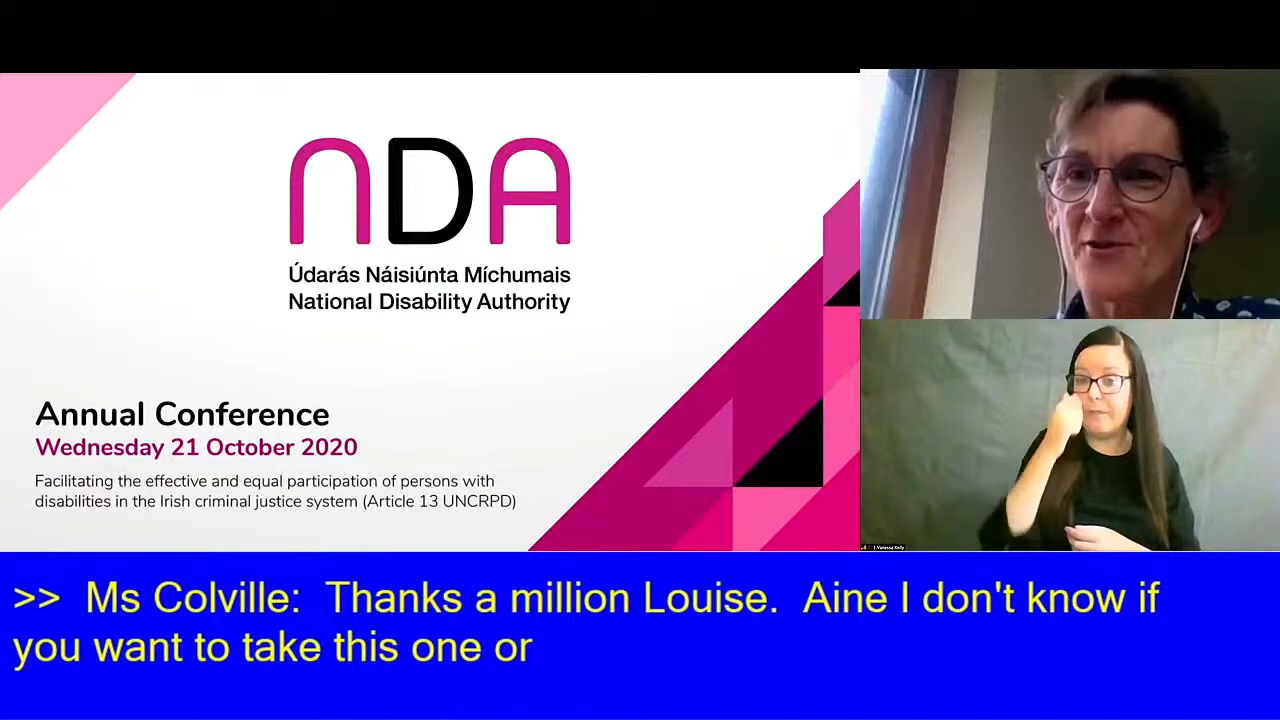 NDA
Údarás Náisiúnta Míchumais
National Disability Authority
Annual Conference
Wednesday 21 October 2020
Facilitating the effective and equal participation of persons with
disabilities in the Irish criminal justice system (Article 13 UNCRPD)
Vanessa Kelly
>>  Ms Colville:  Thanks a million Louise.  Aine I don't know if
you want to take this one or